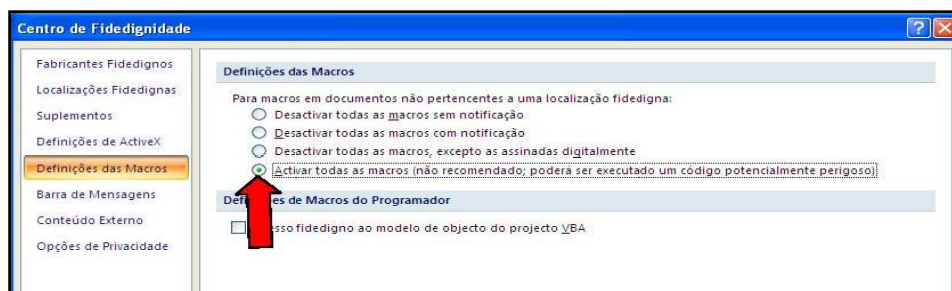 Centro de Fidedignidade
Fabricantes Fidedignos
Localizações Fidedignas
Suplementos
Definições de ActiveX
Definições das Macros
Barra de Mensagens
Conteúdo Externo
Opções de Privacidade
Definições das Macros
Para macros em documentos não pertencentes a uma localização fidedigna:
Desactivar todas as macros sem notificação
Desactivar todas as macros com notificação
Desactivar todas as macros, excepto as assinadas digitalmente
Activar todas as macros (não recomendado; poderá ser executado um código potencialmente perigoso)
de Macros do Programador
fidedigno ao modelo de objecto do projecto VBA